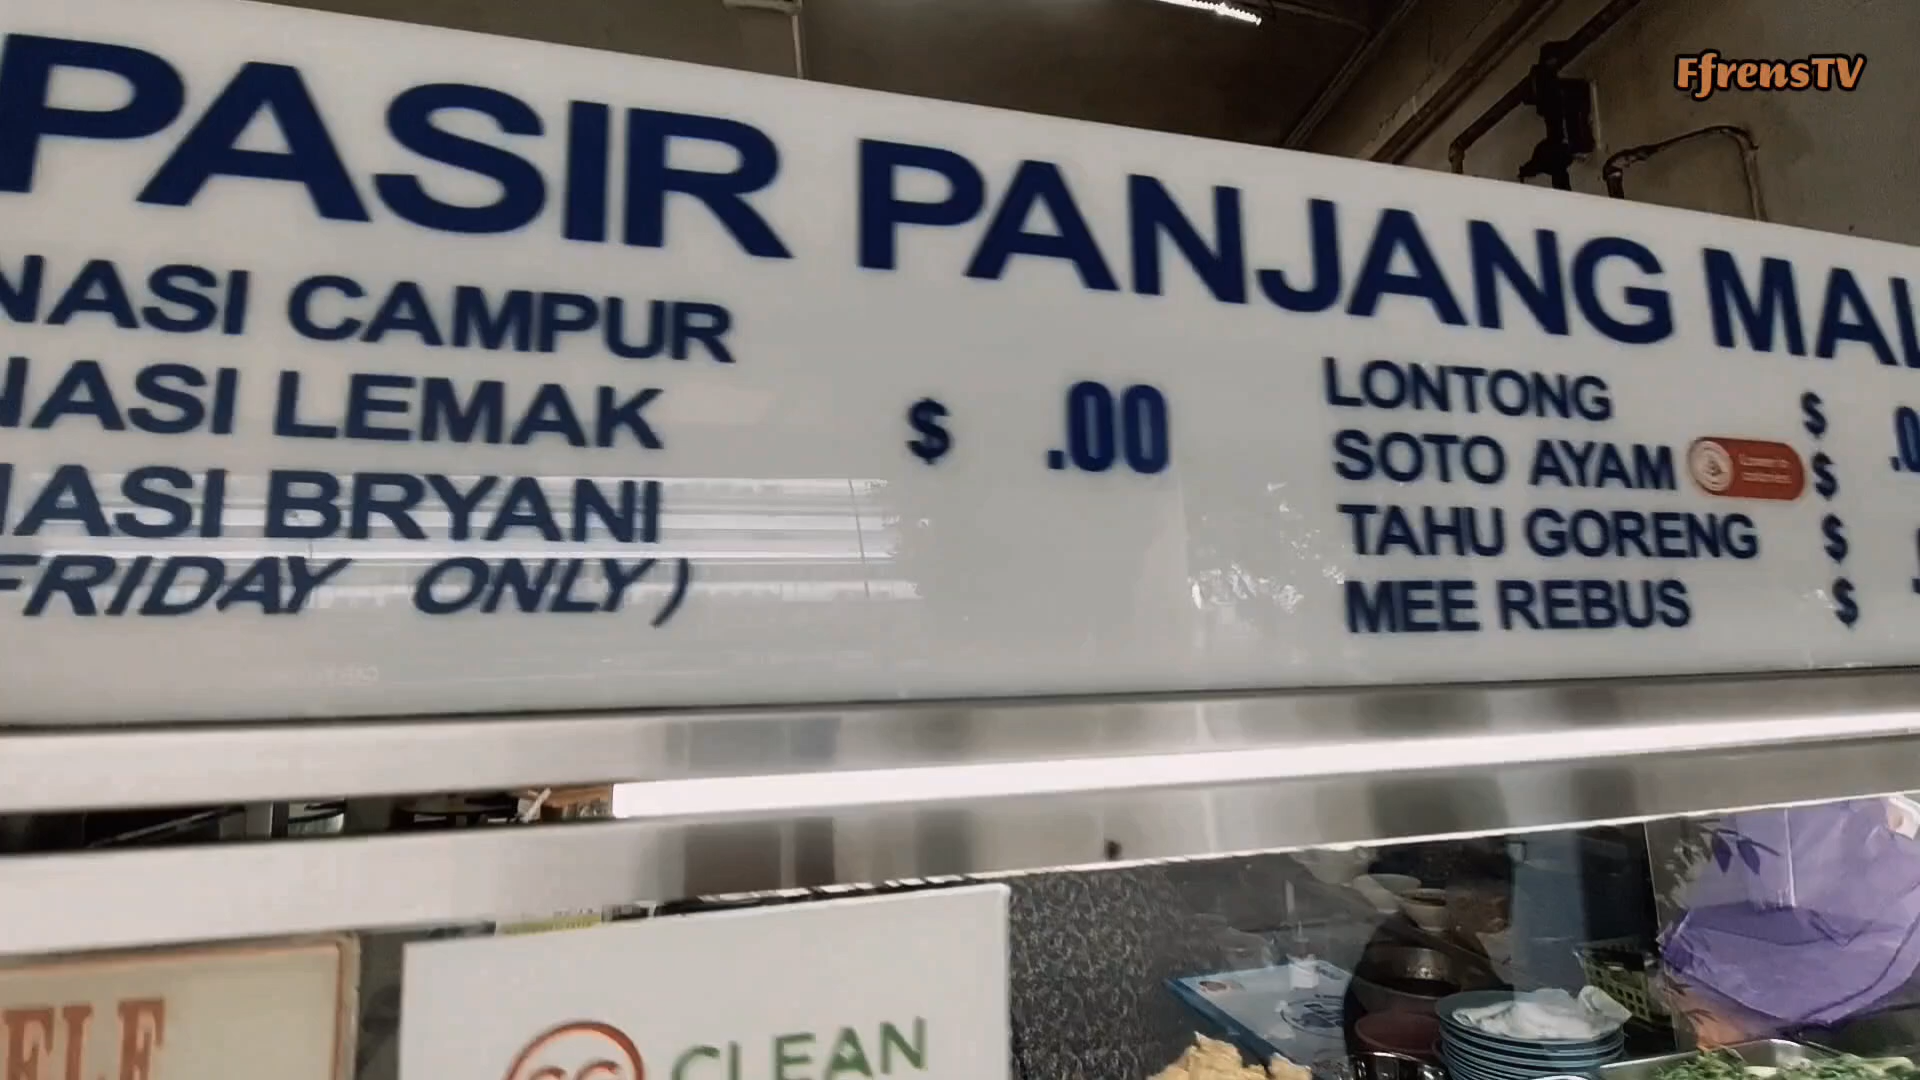 FfrensTV
PASIR PANJANG MAL
NASI CAMPUR
NASI LEMAK $ .00
NASI BRYANI
FRIDAY ONLY)
LONTONG $ .0
SOTO AYAM $
TAHU GORENG $
MEE REBUS $
CLEAN